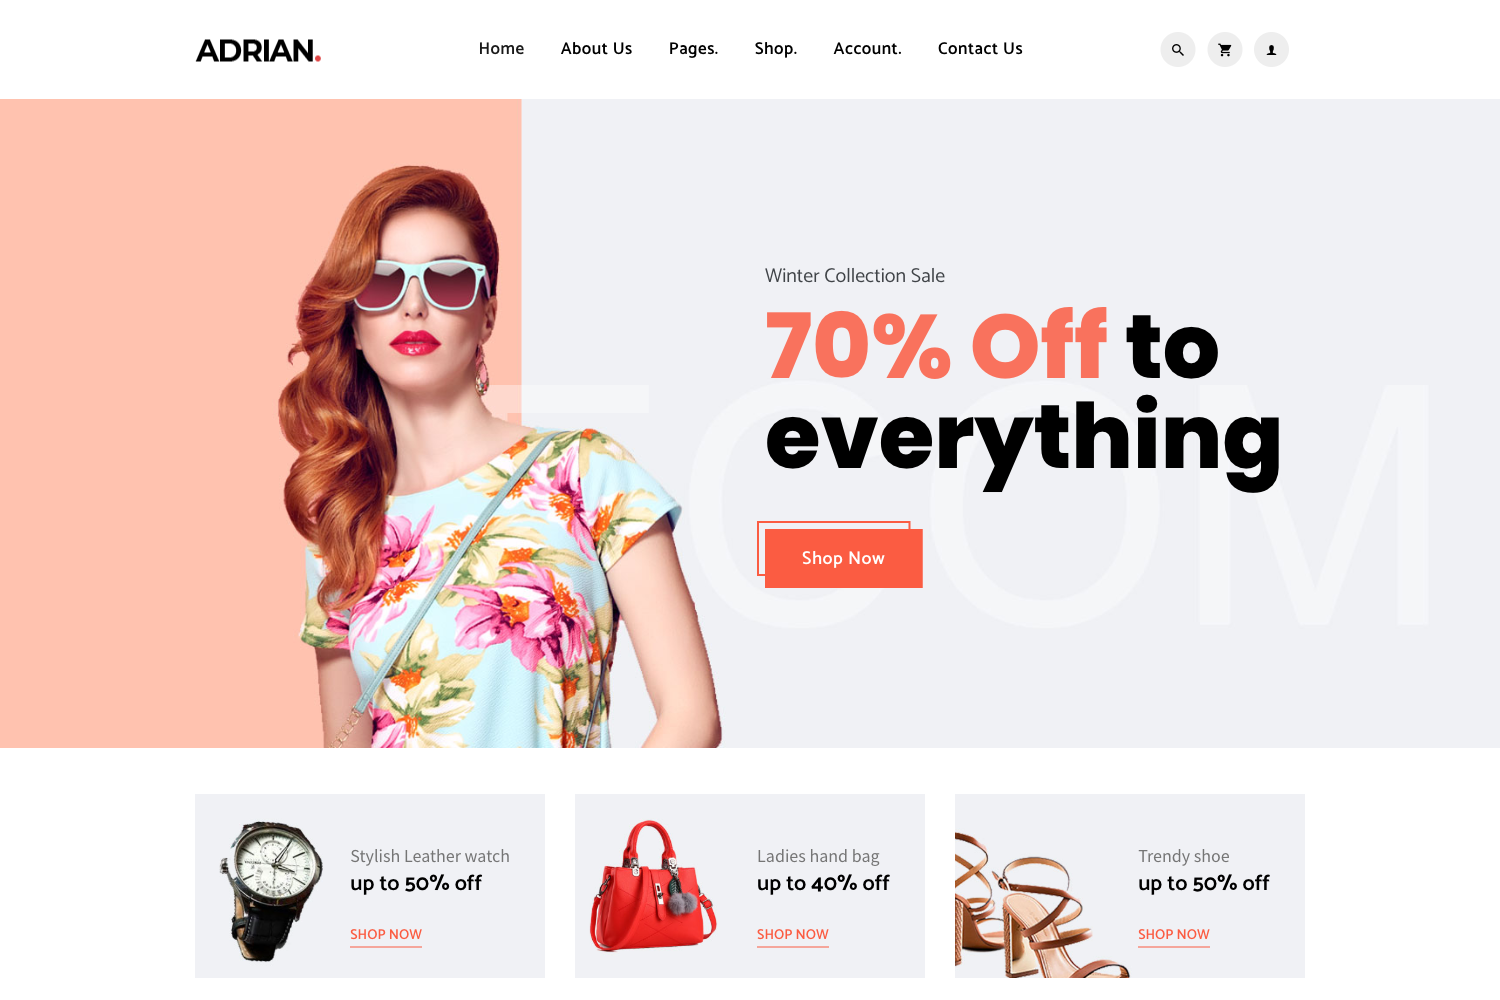 ADRIAN.
Home About Us Pages. Shop. Account. Contact Us
Winter Collection Sale
70% Off to
everything
COM
Shop Now
Stylish Leather watch
up to 50% off
SHOP NOW
Ladies hand bag
up to 40% off
SHOP NOW
Trendy shoe
up to 50% off
SHOP NOW